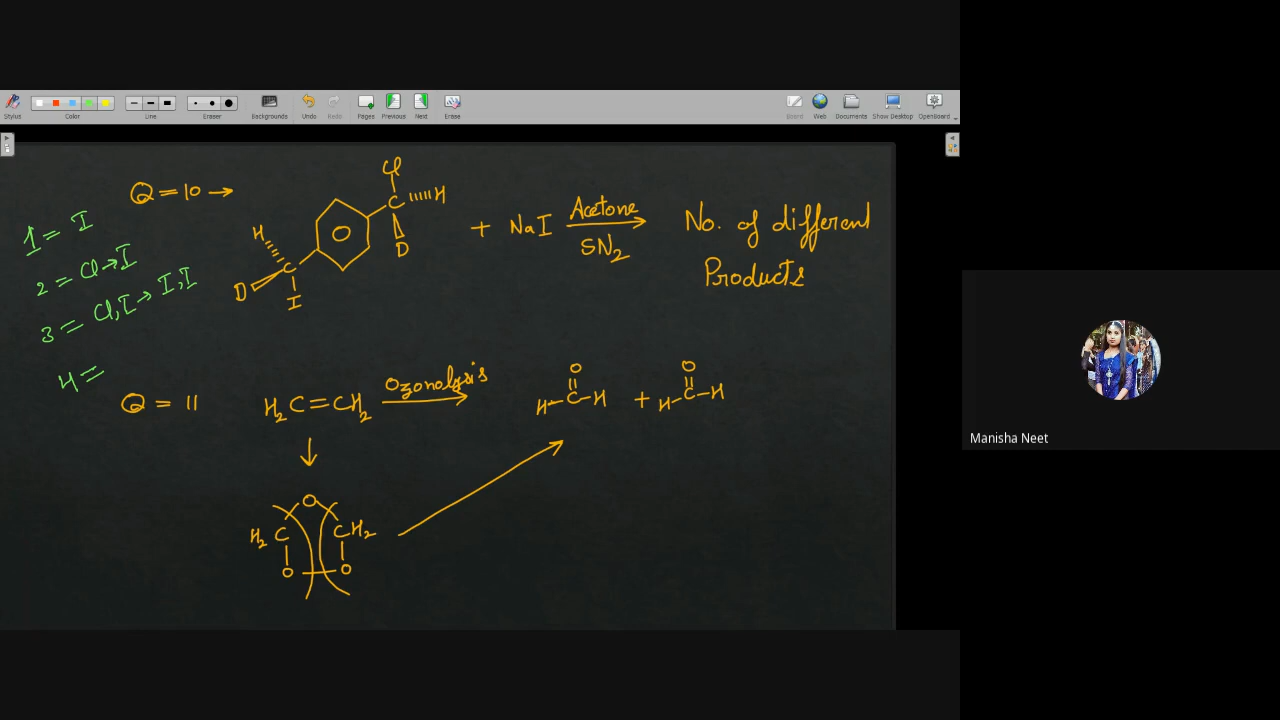 Stylus
Color
Line
Eraser
Backgrounds
Undo
Redo
Pages
Previous
Next
Erase
Board
Web
Documents
Show Desktop
OpenBoard
Q = 10 →
Cl
C
H
D
H
C
D
I
+ NaI
Acetone
SN2
No. of different
Products
1 = I
2 = Cl → I
3 = Cl, I → I, I
4 =
Q = 11
H2C=CH2
Ozonolysis
O
H-C-H
+
O
H-C-H
O
H2C
CH2
O
O
Manisha Neet